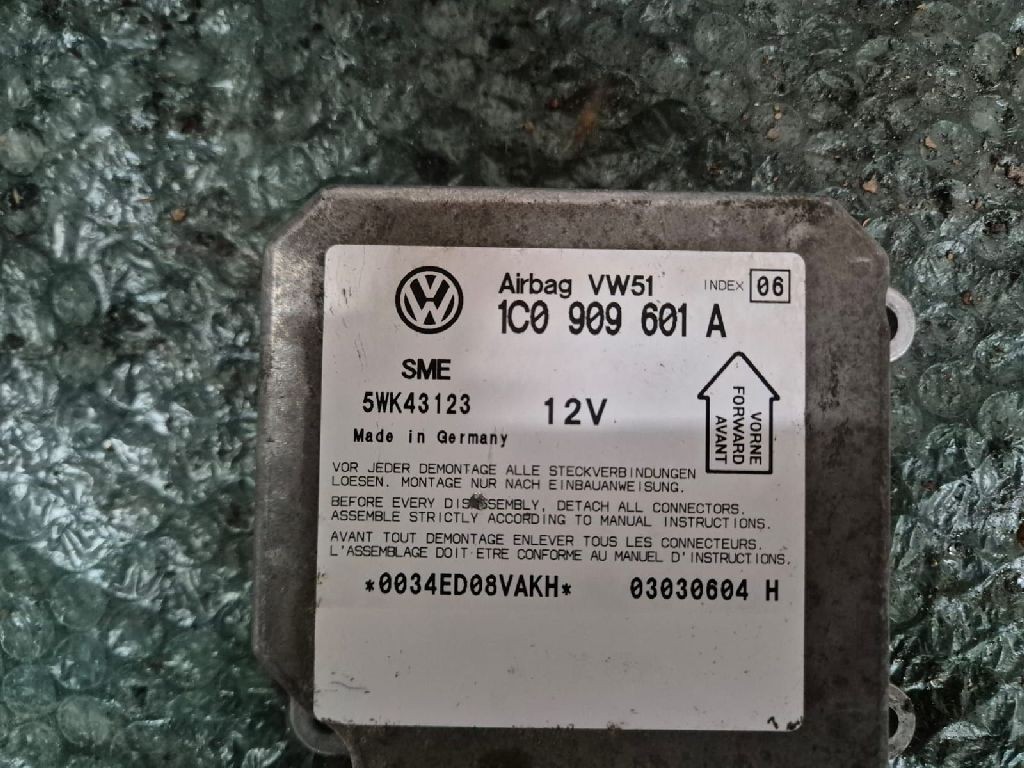 Airbag VW51 INDEX 06
1C0 909 601 A
SME
5WK43123 12V
Made in Germany
VORNE
FORWARD
AVANT
VOR JEDER DEMONTAGE ALLE STECKVERBINDUNGEN
LOESEN. MONTAGE NUR NACH EINBAUANWEISUNG.
BEFORE EVERY DISASSEMBLY, DETACH ALL CONNECTORS.
ASSEMBLE STRICTLY ACCORDING TO MANUAL INSTRUCTIONS.
AVANT TOUT DEMONTAGE ENLEVER TOUS LES CONNECTEURS.
L'ASSEMBLAGE DOIT ETRE CONFORME AU MANUEL D'INSTRUCTIONS.
*0034ED08VAKH* 03030604 H